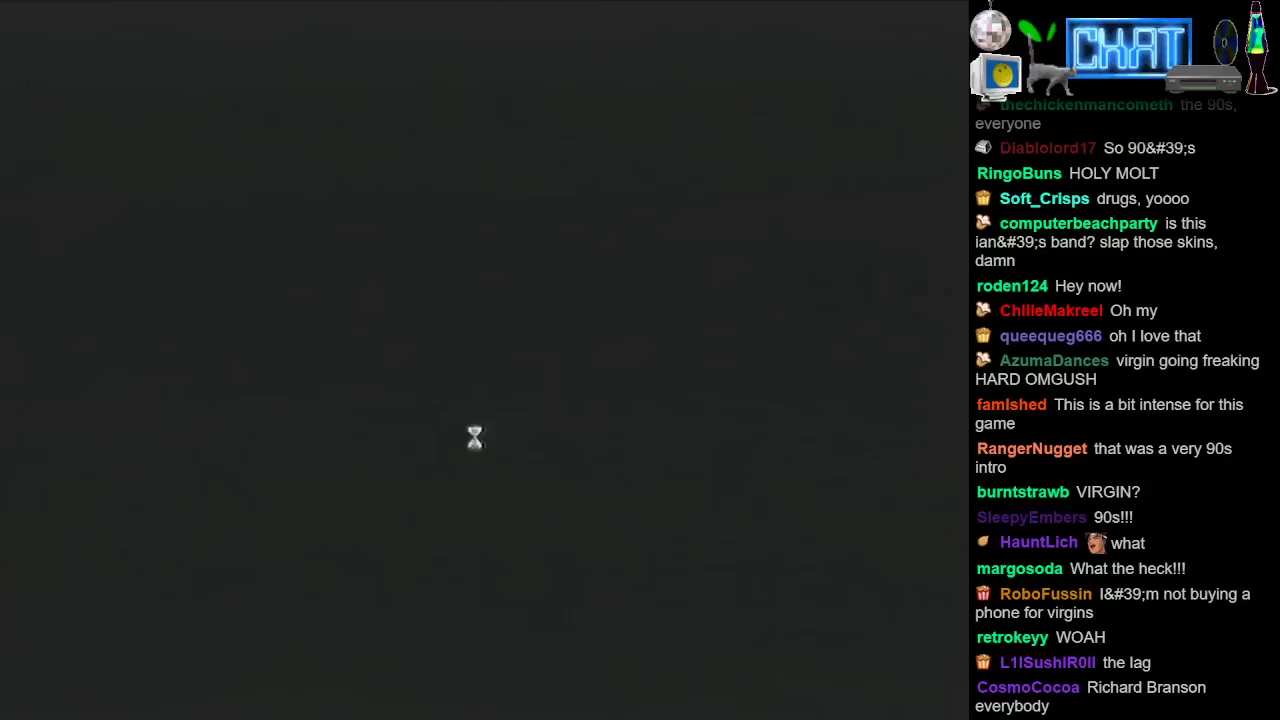 CHAT
thechickenmancometh the 90s,
everyone
Diablolord17 So 90&#39;s
RingoBuns HOLY MOLT
Soft_Crisps drugs, yoooo
computerbeachparty is this
ian&#39;s band? slap those skins,
damn
roden124 Hey now!
ChillieMakreel Oh my
queequeg666 oh I love that
AzumaDances virgin going freaking
HARD OMGUSH
famished This is a bit intense for this
game
RangerNugget that was a very 90s
intro
burntstrawb VIRGIN?
SleepyEmbers 90s!!!
HauntLich what
margosoda What the heck!!!
RoboFussin I&#39;m not buying a
phone for virgins
retrokeyy WOAH
L1lSushiR0ll the lag
CosmoCocoa Richard Branson
everybody